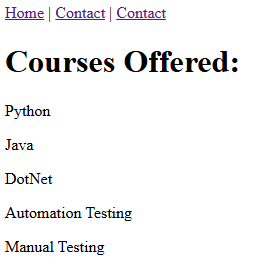 Home | Contact | Contact
Courses Offered:
Python
Java
DotNet
Automation Testing
Manual Testing